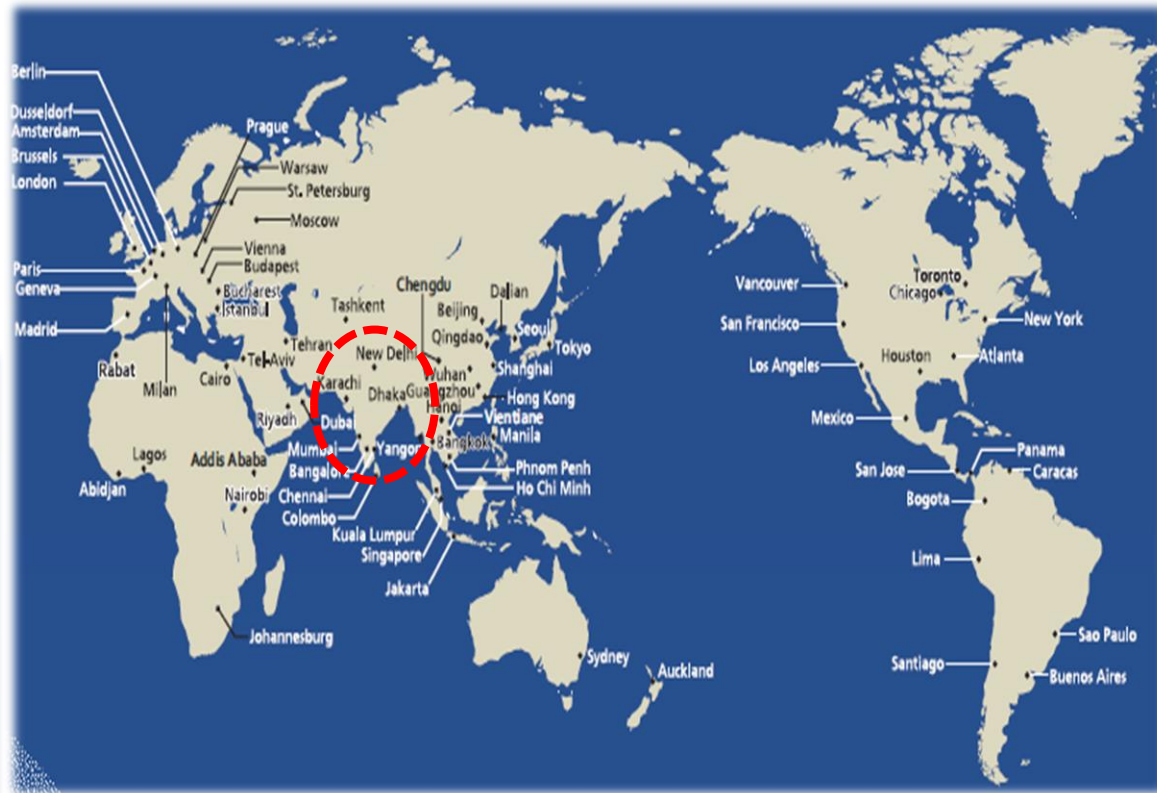 Berlin
Dusseldorf
Amsterdam
Brussels
London
Prague
Warsaw
St. Petersburg
Moscow
Vienna
Budapest
Paris
Geneva
Bucharest
Istanbul
Madrid
Rabat
Milan
Cairo
Tel-Aviv
Tehran
Tashkent
Chengdu
Beijing
Dalian
Qingdao
Seoul
Tokyo
New Delhi
Shanghai
Karachi
Wuhan
Dhaka
Guangzhou
Hong Kong
Hanoi
Vientiane
Riyadh
Dubai
Manila
Mumbai
Yangon
Bangkok
Lagos
Addis Ababa
Bangalore
Phnom Penh
Abidjan
Nairobi
Chennai
Ho Chi Minh
Colombo
Kuala Lumpur
Singapore
Jakarta
Johannesburg
Sydney
Auckland
Vancouver
Toronto
Chicago
San Francisco
New York
Los Angeles
Houston
Atlanta
Mexico
Panama
San Jose
Caracas
Bogota
Lima
Sao Paulo
Santiago
Buenos Aires